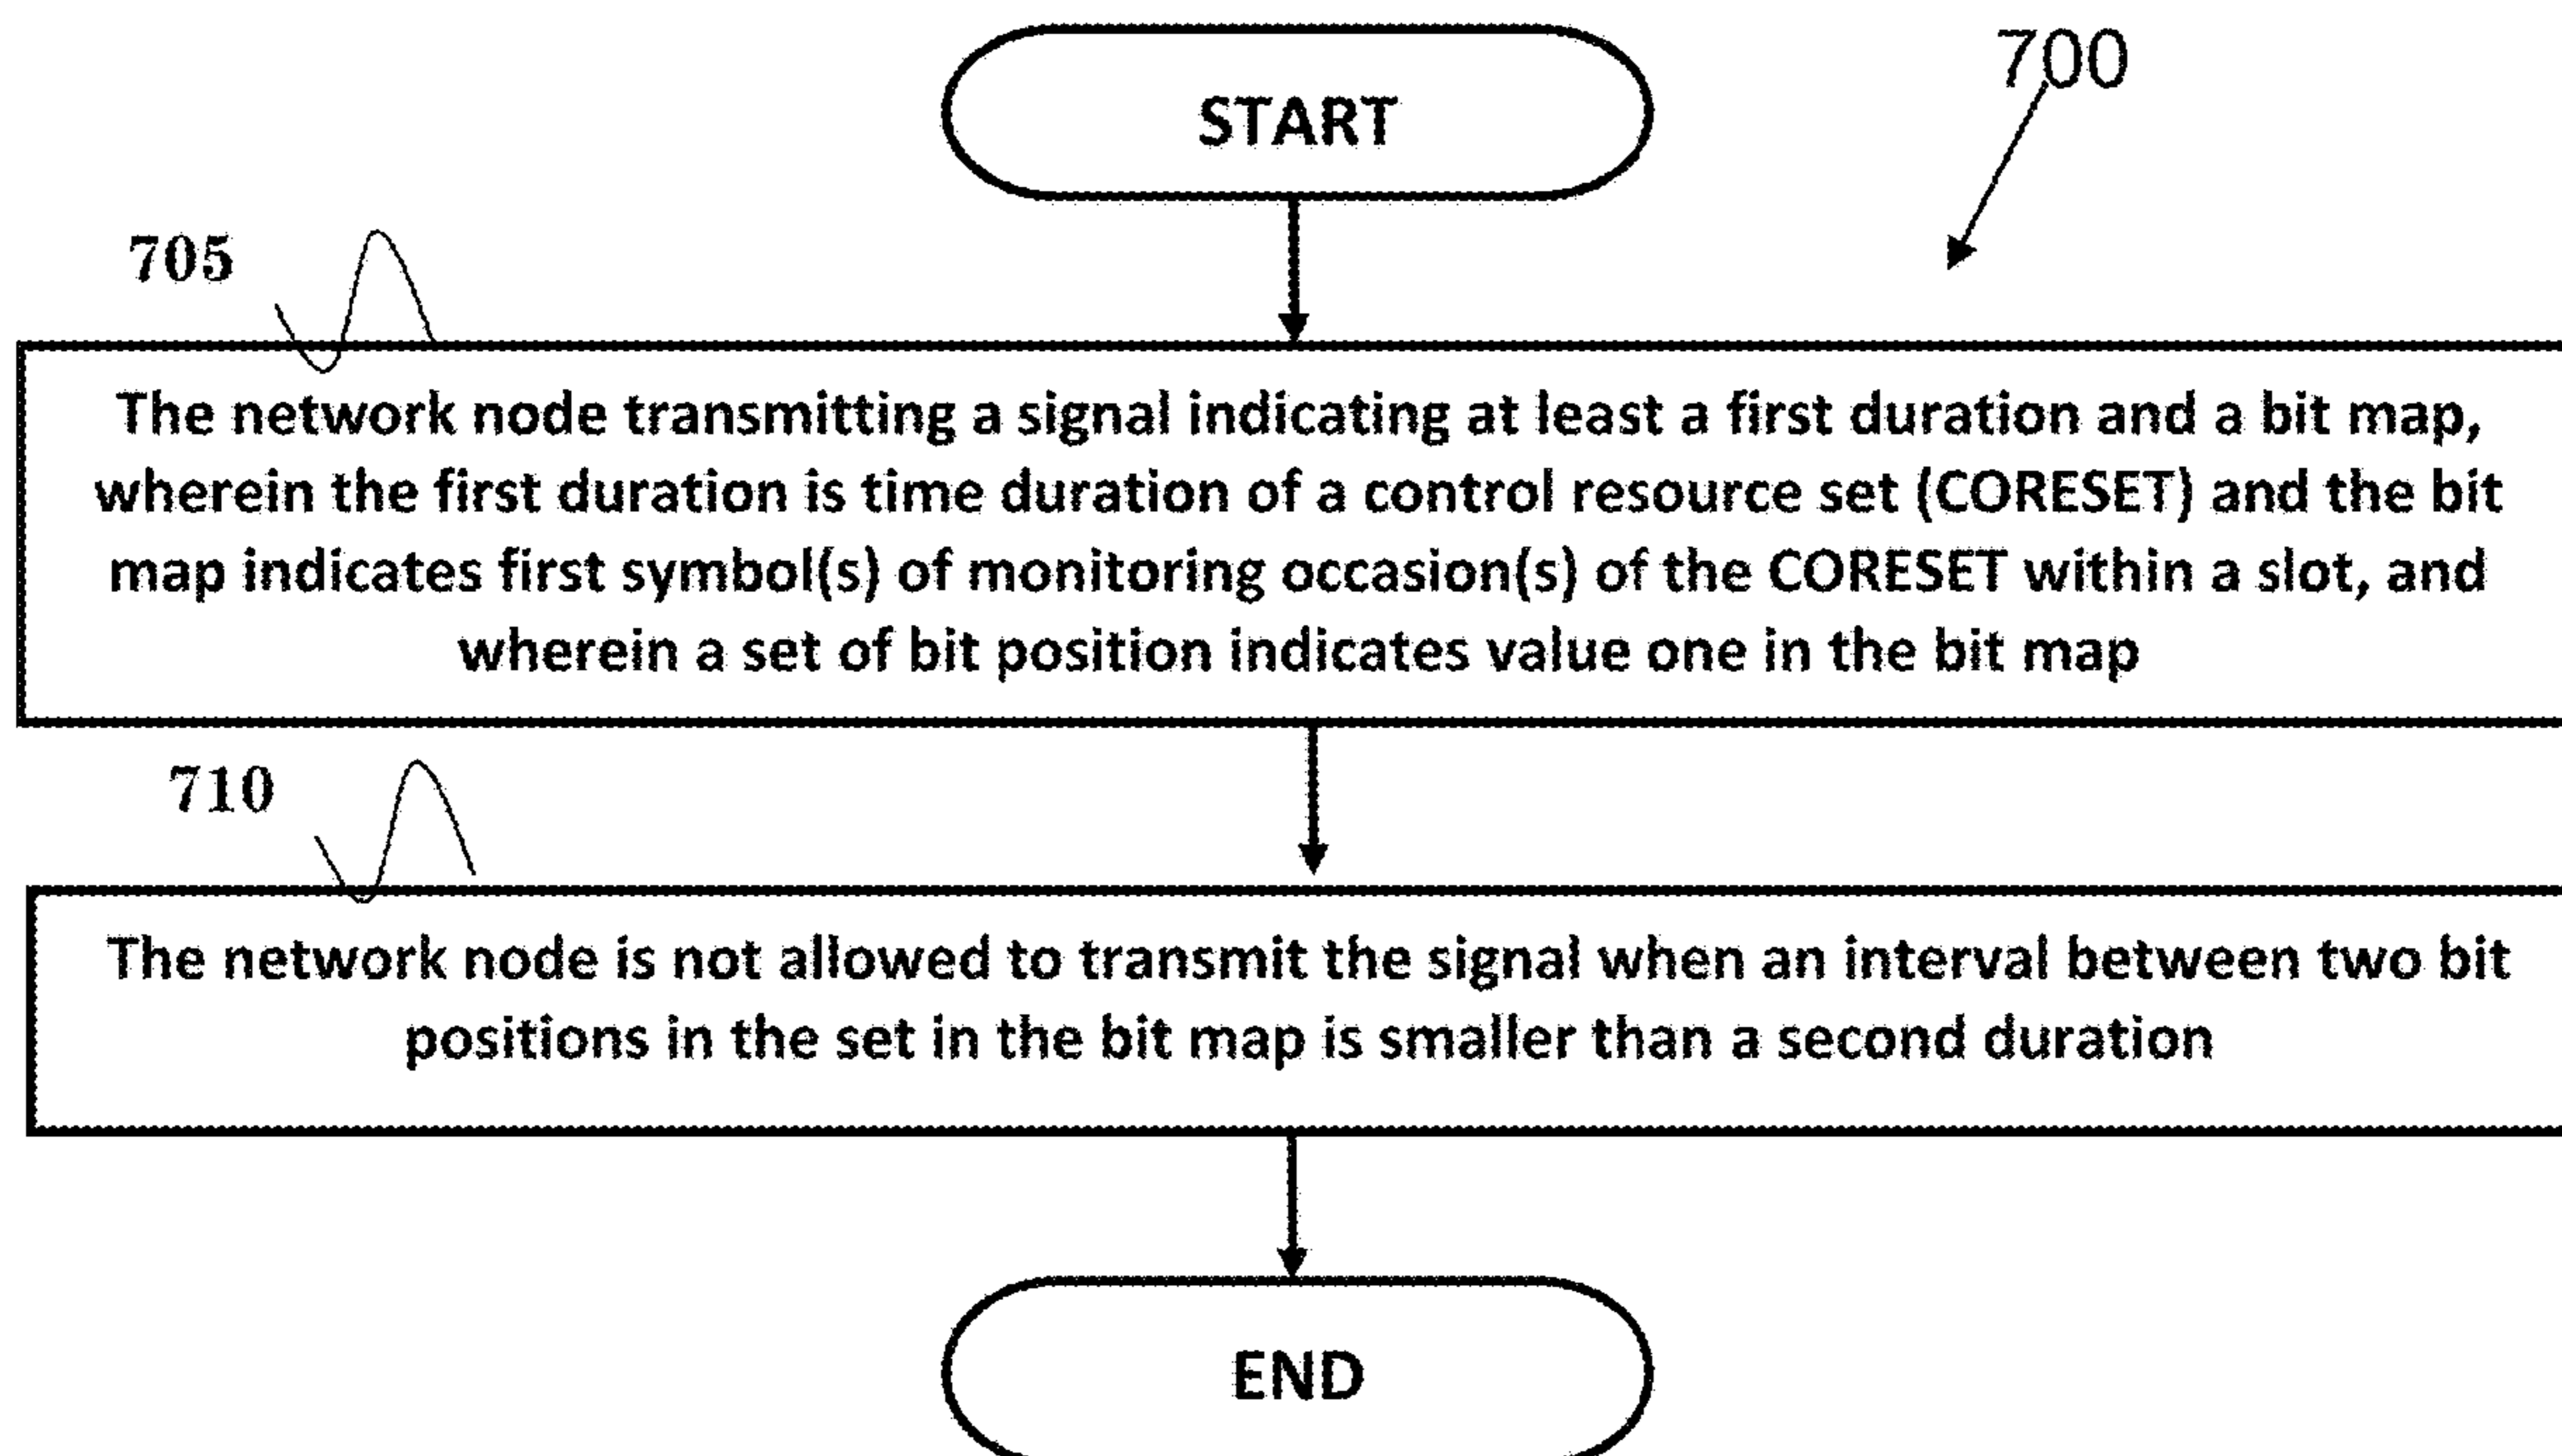 START
700
705
The network node transmitting a signal indicating at least a first duration and a bit map,
wherein the first duration is time duration of a control resource set (CORESET) and the bit
map indicates first symbol(s) of monitoring occasion(s) of the CORESET within a slot, and
wherein a set of bit position indicates value one in the bit map
710
The network node is not allowed to transmit the signal when an interval between two bit
positions in the set in the bit map is smaller than a second duration
END